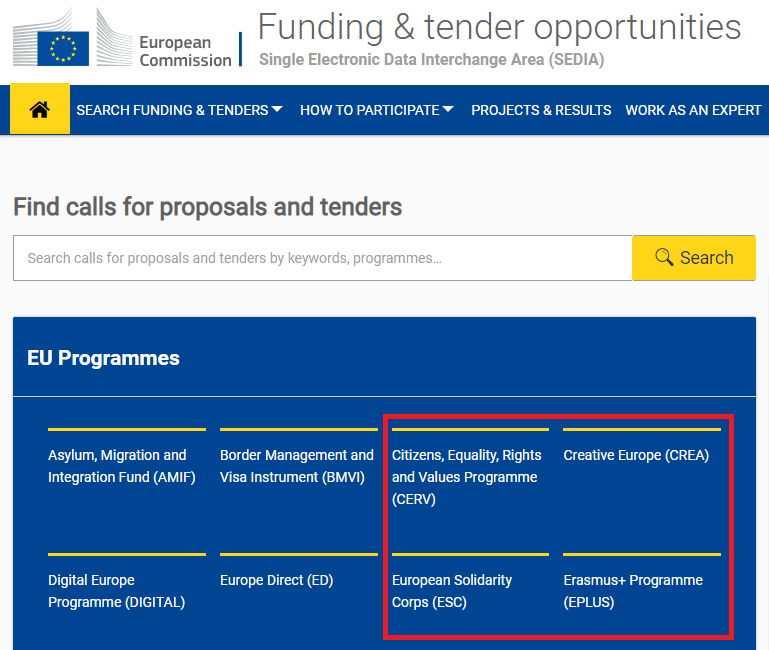 European
Commission
Funding & tender opportunities
Single Electronic Data Interchange Area (SEDIA)
SEARCH FUNDING & TENDERS HOW TO PARTICIPATE PROJECTS & RESULTS WORK AS AN EXPERT
Find calls for proposals and tenders
Search calls for proposals and tenders by keywords, programmes... Search
EU Programmes
Asylum, Migration and
Integration Fund (AMIF)
Border Management and
Visa Instrument (BMVI)
Citizens, Equality, Rights
and Values Programme
(CERV)
Creative Europe (CREA)
Digital Europe
Programme (DIGITAL)
Europe Direct (ED)
European Solidarity
Corps (ESC)
Erasmus+ Programme
(EPLUS)